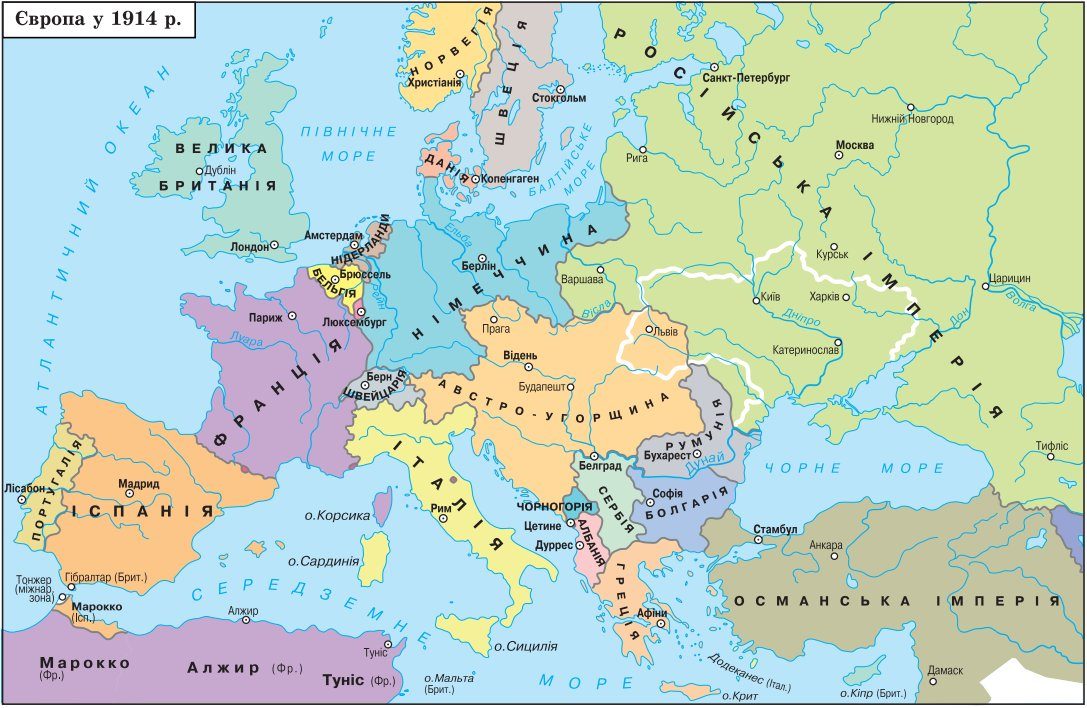 Європа у 1914 р.
НОРВЕГІЯ
Християнія
ШВЕЦІЯ
Стокгольм
РОСІЙСЬКА ІМПЕРІЯ
Санкт-Петербург
Нижній Новгород
Москва
Рига
АТЛАНТИЧНИЙ ОКЕАН
ПІВНІЧНЕ
МОРЕ
БАЛТІЙСЬКЕ
МОРЕ
ВЕЛИКА
БРИТАНІЯ
Дублін
Лондон
ДАНІЯ
Копенгаген
Амстердам
НІДЕРЛАНДИ
Брюссель
БЕЛЬГІЯ
Люксембург
Рейн
Ельба
Берлін
НІМЕЧЧИНА
Варшава
Вісла
Курськ
Київ
Харків
Дніпро
Катеринослав
Царицин
Волга
Дон
Париж
Луара
ФРАНЦІЯ
Берн
ШВЕЙЦАРІЯ
Прага
Відень
Будапешт
Львів
АВСТРО-УГОРЩИНА
РУМУНІЯ
Бухарест
Дунай
ЧОРНЕ МОРЕ
Тифліс
Белград
СЕРБІЯ
Софія
БОЛГАРІЯ
ЧОРНОГОРІЯ
Цетине
АЛБАНІЯ
Дуррес
ГРЕЦІЯ
Афіни
ІТАЛІЯ
Рим
о.Корсика
о.Сардинія
о.Сицилія
ПОРТУГАЛІЯ
Лісабон
Мадрид
ІСПАНІЯ
Тонжер
(міжнар.
зона)
Гібралтар (Брит.)
Марокко
(Ісп.)
СЕРЕДЗЕМНЕ
МОРЕ
Алжир
Туніс
Марокко
(Фр.)
Алжир (Фр.)
Туніс (Фр.)
о.Мальта
(Брит.)
Стамбул
Анкара
ОСМАНСЬКА ІМПЕРІЯ
Додеканес (Італ.)
о.Крит
о.Кіпр (Брит.)
Дамаск